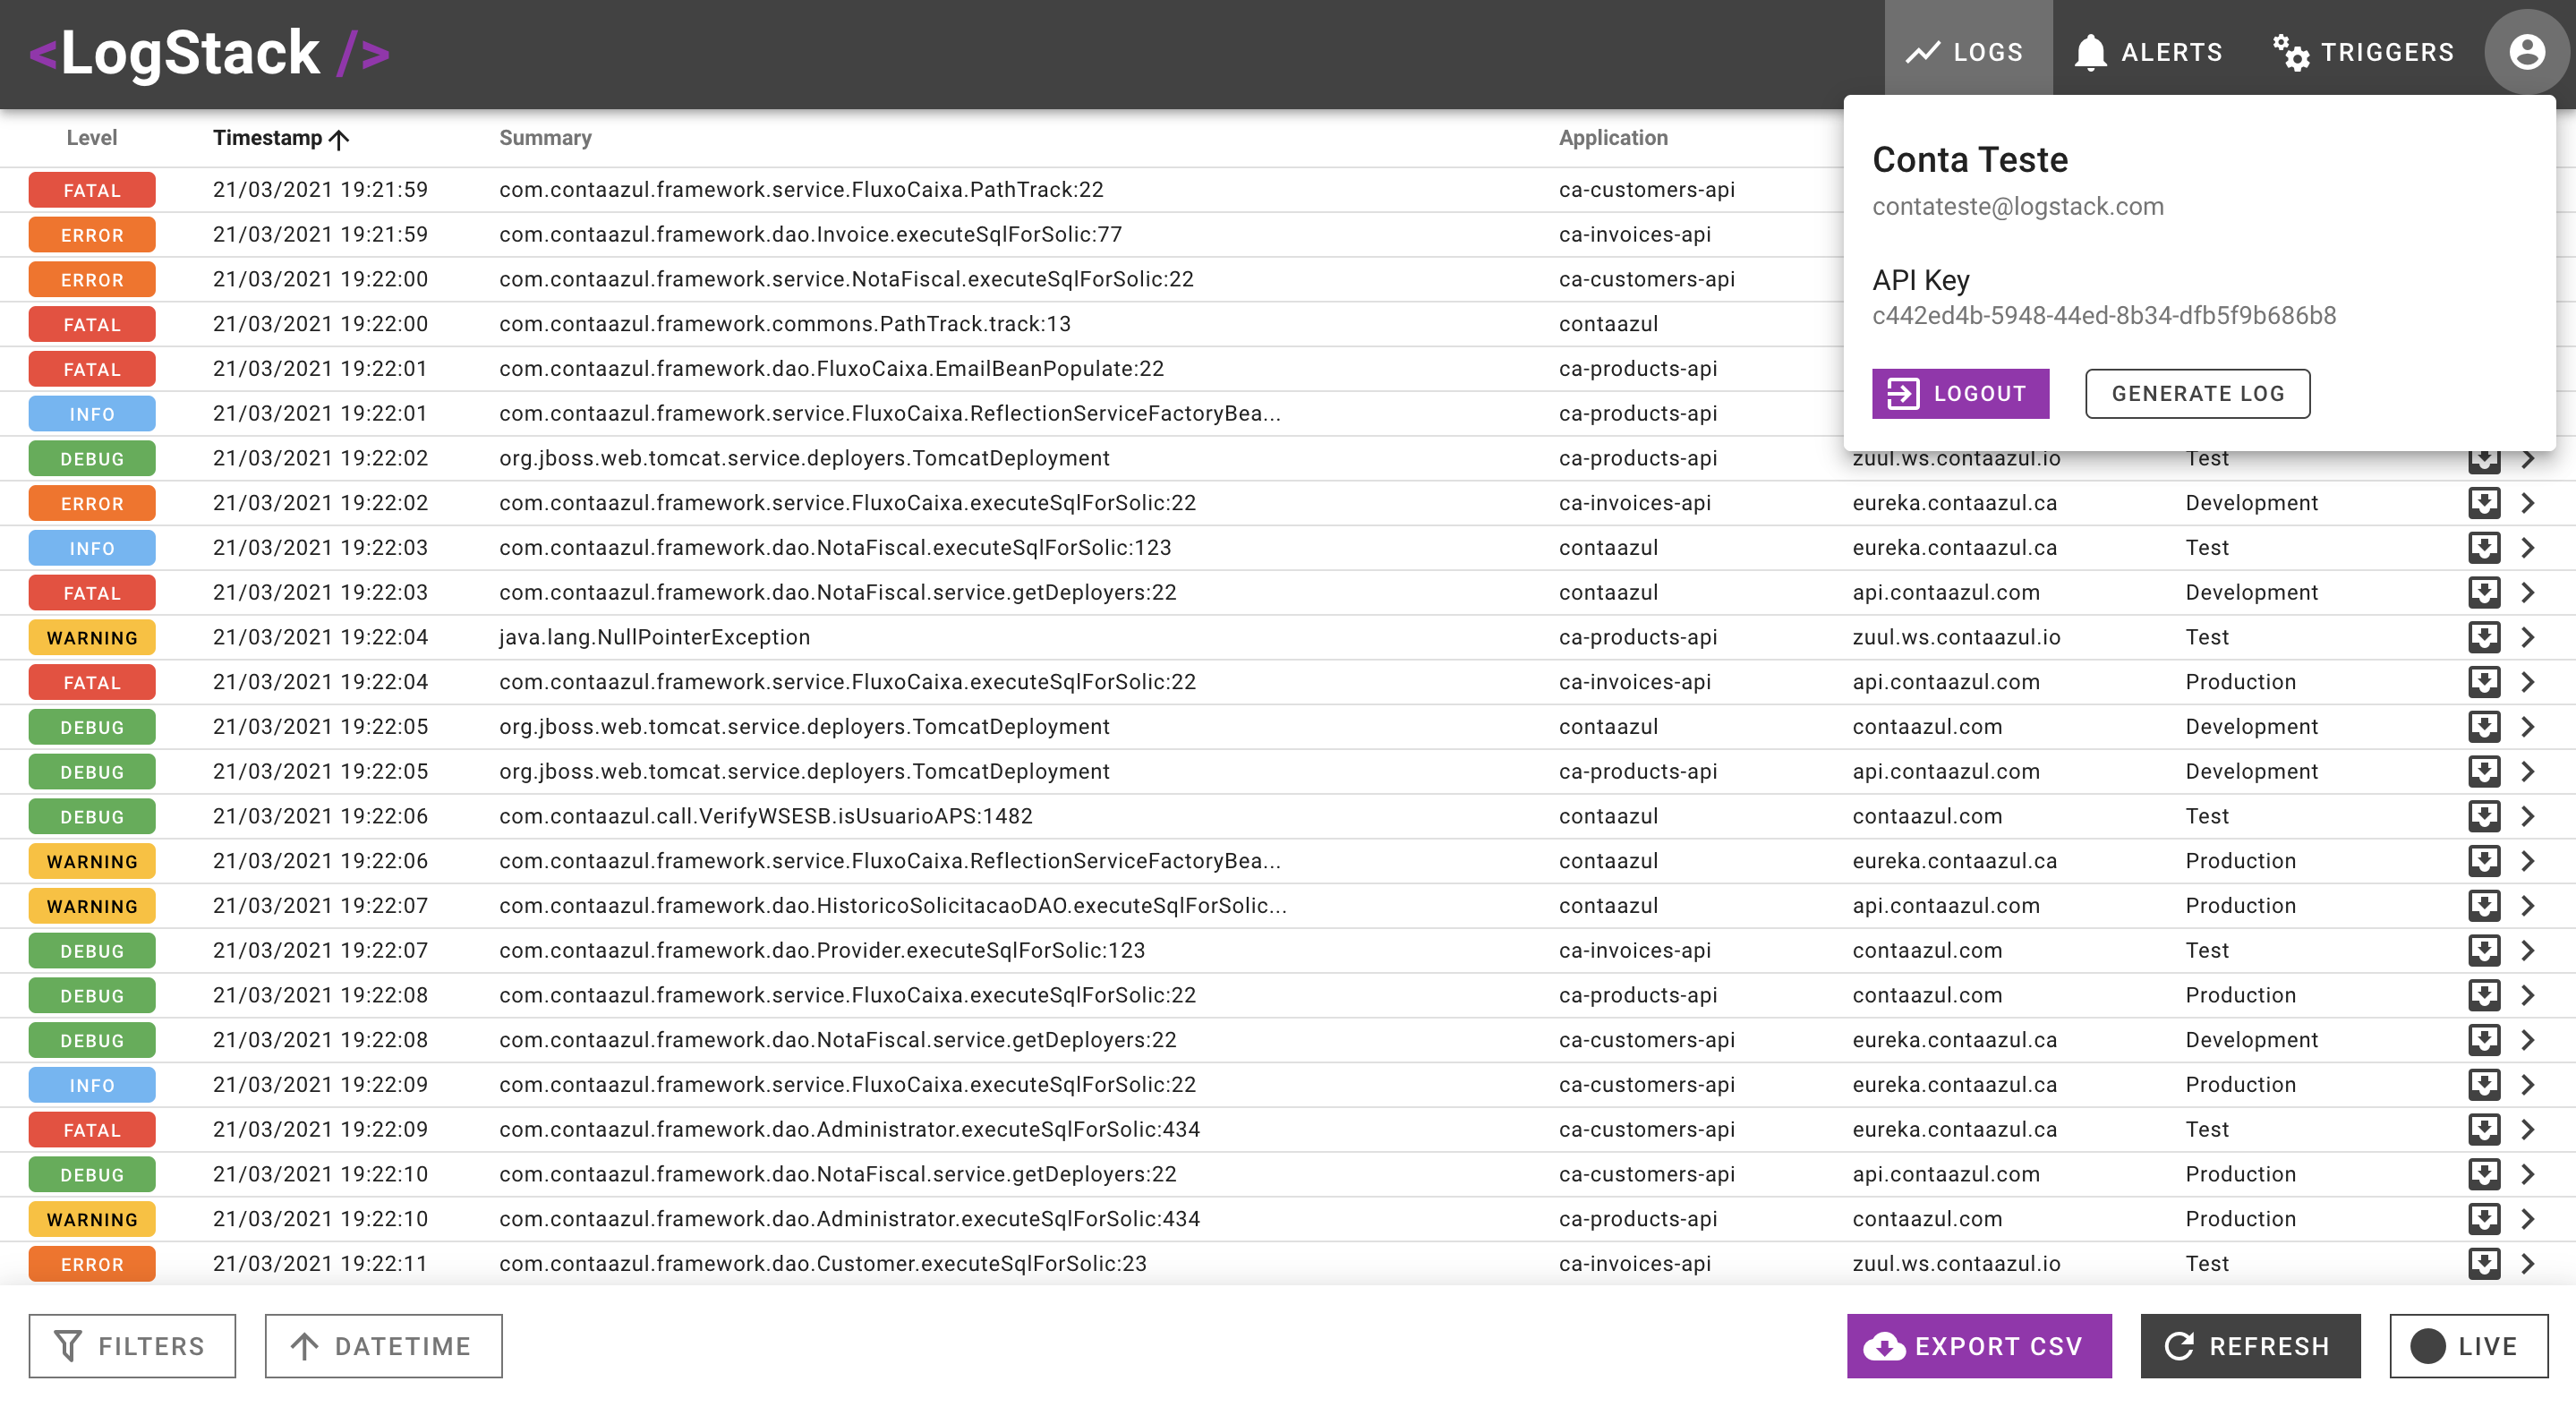 <LogStack />
LOGS ALERTS TRIGGERS
Conta Teste
contateste@logstack.com
API Key
c442ed4b-5948-44ed-8b34-dfb5f9b686b8
LOGOUT GENERATE LOG
Level Timestamp Summary Application
FATAL 21/03/2021 19:21:59 com.contaazul.framework.service.FluxoCaixa.PathTrack:22 ca-customers-api
ERROR 21/03/2021 19:21:59 com.contaazul.framework.dao.Invoice.executeSqlForSolic:77 ca-invoices-api
ERROR 21/03/2021 19:22:00 com.contaazul.framework.service.NotaFiscal.executeSqlForSolic:22 ca-customers-api
FATAL 21/03/2021 19:22:00 com.contaazul.framework.commons.PathTrack.track:13 contaazul
FATAL 21/03/2021 19:22:01 com.contaazul.framework.dao.FluxoCaixa.EmailBeanPopulate:22 ca-products-api
INFO 21/03/2021 19:22:01 com.contaazul.framework.service.FluxoCaixa.ReflectionServiceFactoryBea... ca-products-api
DEBUG 21/03/2021 19:22:02 org.jboss.web.tomcat.service.deployers.TomcatDeployment ca-products-api zuul.ws.contaazul.io Test
ERROR 21/03/2021 19:22:02 com.contaazul.framework.service.FluxoCaixa.executeSqlForSolic:22 ca-invoices-api eureka.contaazul.ca Development
INFO 21/03/2021 19:22:03 com.contaazul.framework.dao.NotaFiscal.executeSqlForSolic:123 contaazul eureka.contaazul.ca Test
FATAL 21/03/2021 19:22:03 com.contaazul.framework.dao.NotaFiscal.service.getDeployers:22 contaazul api.contaazul.com Development
WARNING 21/03/2021 19:22:04 java.lang.NullPointerException ca-products-api zuul.ws.contaazul.io Test
FATAL 21/03/2021 19:22:04 com.contaazul.framework.service.FluxoCaixa.executeSqlForSolic:22 ca-invoices-api api.contaazul.com Production
DEBUG 21/03/2021 19:22:05 org.jboss.web.tomcat.service.deployers.TomcatDeployment contaazul contaazul.com Development
DEBUG 21/03/2021 19:22:05 org.jboss.web.tomcat.service.deployers.TomcatDeployment ca-products-api api.contaazul.com Development
DEBUG 21/03/2021 19:22:06 com.contaazul.call.VerifyWSESB.isUsuarioAPS:1482 contaazul contaazul.com Test
WARNING 21/03/2021 19:22:06 com.contaazul.framework.service.FluxoCaixa.ReflectionServiceFactoryBea... contaazul eureka.contaazul.ca Production
WARNING 21/03/2021 19:22:07 com.contaazul.framework.dao.HistoricoSolicitacaoDAO.executeSqlForSolic... contaazul api.contaazul.com Production
DEBUG 21/03/2021 19:22:07 com.contaazul.framework.dao.Provider.executeSqlForSolic:123 ca-invoices-api contaazul.com Test
DEBUG 21/03/2021 19:22:08 com.contaazul.framework.service.FluxoCaixa.executeSqlForSolic:22 ca-products-api contaazul.com Production
DEBUG 21/03/2021 19:22:08 com.contaazul.framework.dao.NotaFiscal.service.getDeployers:22 ca-customers-api eureka.contaazul.ca Development
INFO 21/03/2021 19:22:09 com.contaazul.framework.service.FluxoCaixa.executeSqlForSolic:22 ca-customers-api eureka.contaazul.ca Production
FATAL 21/03/2021 19:22:09 com.contaazul.framework.dao.Administrator.executeSqlForSolic:434 ca-customers-api eureka.contaazul.ca Test
DEBUG 21/03/2021 19:22:10 com.contaazul.framework.dao.NotaFiscal.service.getDeployers:22 ca-customers-api api.contaazul.com Production
WARNING 21/03/2021 19:22:10 com.contaazul.framework.dao.Administrator.executeSqlForSolic:434 ca-products-api contaazul.com Production
ERROR 21/03/2021 19:22:11 com.contaazul.framework.dao.Customer.executeSqlForSolic:23 ca-invoices-api zuul.ws.contaazul.io Test
FILTERS DATETIME EXPORT CSV REFRESH LIVE